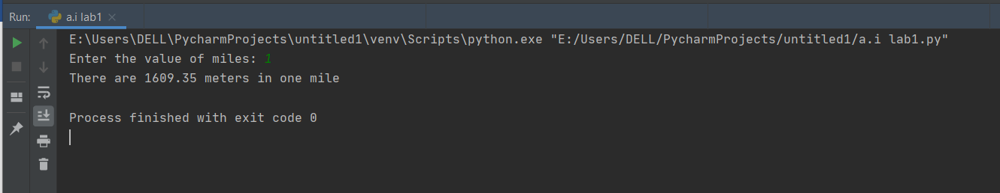 Run: a.i lab1
E:\Users\DELL\PycharmProjects\untitled1\venv\Scripts\python.exe "E:/Users/DELL/PycharmProjects/untitled1/a.i lab1.py"
Enter the value of miles: 1
There are 1609.35 meters in one mile
Process finished with exit code 0